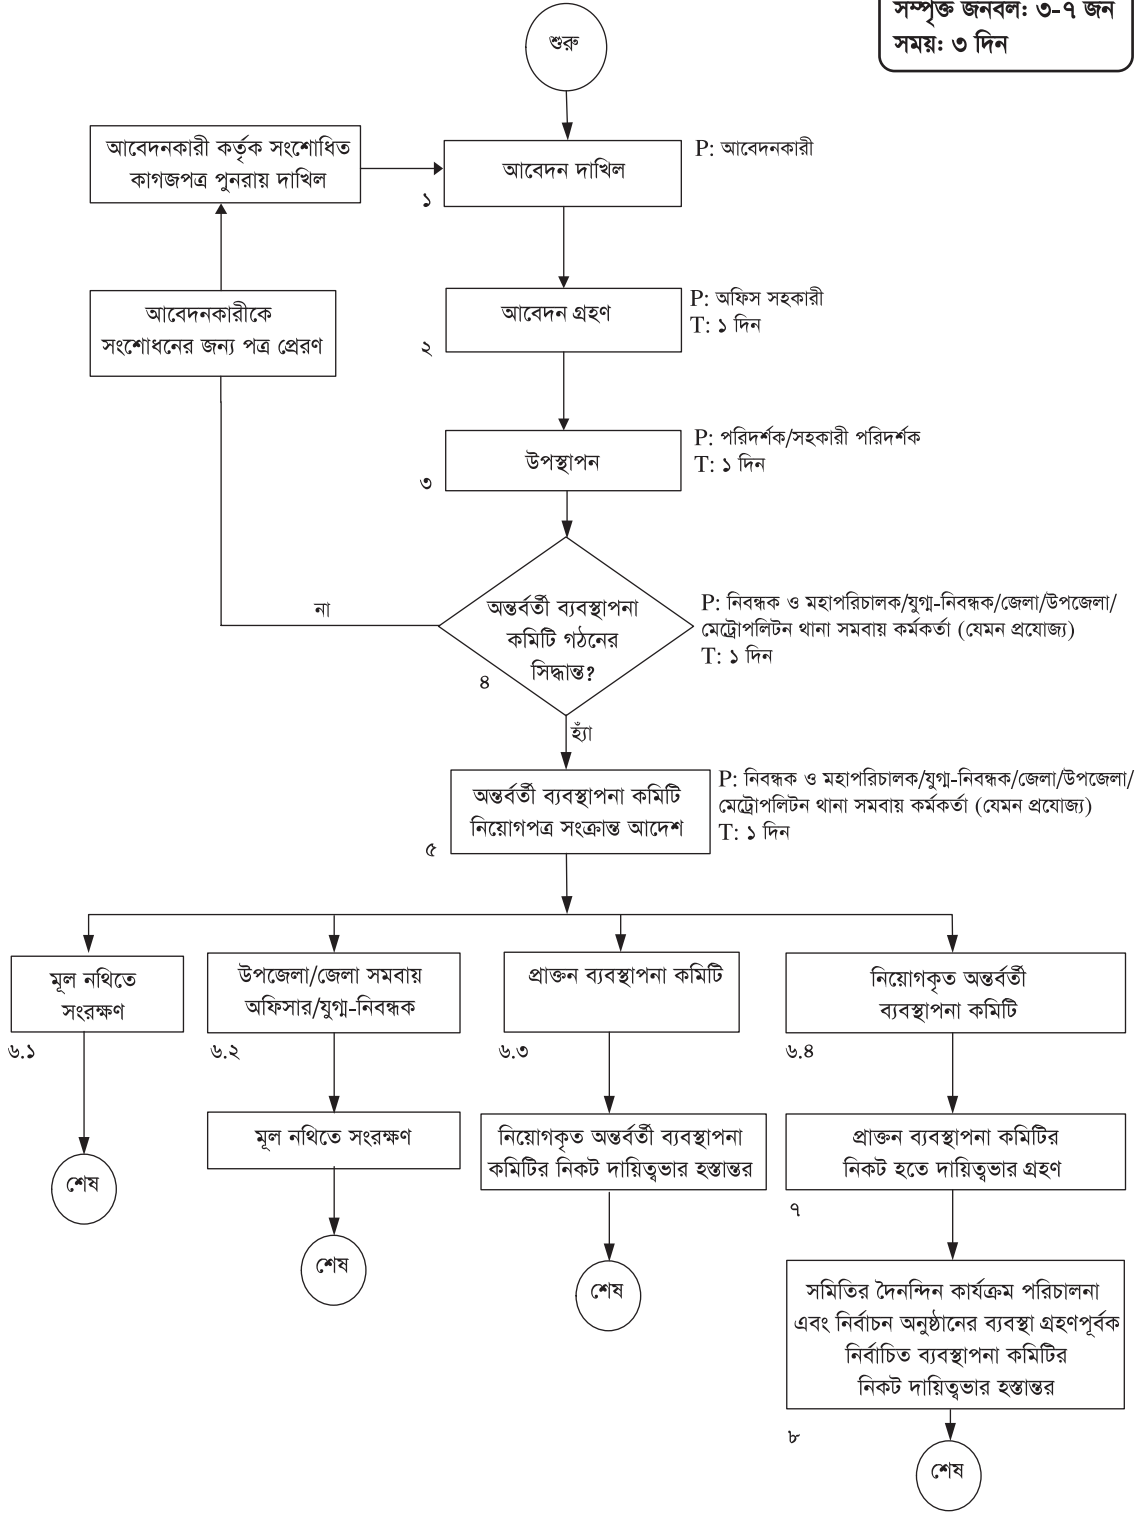 সম্পৃক্ত জনবল: ৩-৭ জন
সময়: ৩ দিন
শুরু
আবেদনকারী কর্তৃক সংশোধিত
কাগজপত্র পুনরায় দাখিল
আবেদন দাখিল
১
P: আবেদনকারী
আবেদনকারীকে
সংশোধনের জন্য পত্র প্রেরণ
আবেদন গ্রহণ
২
P: অফিস সহকারী
T: ১ দিন
উপস্থাপন
৩
P: পরিদর্শক/সহকারী পরিদর্শক
T: ১ দিন
না
অন্তর্বর্তী ব্যবস্থাপনা
কমিটি গঠনের
সিদ্ধান্ত?
৪
P: নিবন্ধক ও মহাপরিচালক/যুগ্ম-নিবন্ধক/জেলা/উপজেলা/
মেট্রোপলিটন থানা সমবায় কর্মকর্তা (যেমন প্রযোজ্য)
T: ১ দিন
হ্যাঁ
অন্তর্বর্তী ব্যবস্থাপনা কমিটি
নিয়োগপত্র সংক্রান্ত আদেশ
৫
P: নিবন্ধক ও মহাপরিচালক/যুগ্ম-নিবন্ধক/জেলা/উপজেলা/
মেট্রোপলিটন থানা সমবায় কর্মকর্তা (যেমন প্রযোজ্য)
T: ১ দিন
মূল নথিতে
সংরক্ষণ
৬.১
উপজেলা/জেলা সমবায়
অফিসার/যুগ্ম-নিবন্ধক
৬.২
প্রাক্তন ব্যবস্থাপনা কমিটি
৬.৩
নিয়োগকৃত অন্তর্বর্তী
ব্যবস্থাপনা কমিটি
৬.৪
শেষ
মূল নথিতে সংরক্ষণ
শেষ
নিয়োগকৃত অন্তর্বর্তী ব্যবস্থাপনা
কমিটির নিকট দায়িত্বভার হস্তান্তর
শেষ
প্রাক্তন ব্যবস্থাপনা কমিটির
নিকট হতে দায়িত্বভার গ্রহণ
৭
সমিতির দৈনন্দিন কার্যক্রম পরিচালনা
এবং নির্বাচন অনুষ্ঠানের ব্যবস্থা গ্রহণপূর্বক
নির্বাচিত ব্যবস্থাপনা কমিটির
নিকট দায়িত্বভার হস্তান্তর
৮
শেষ